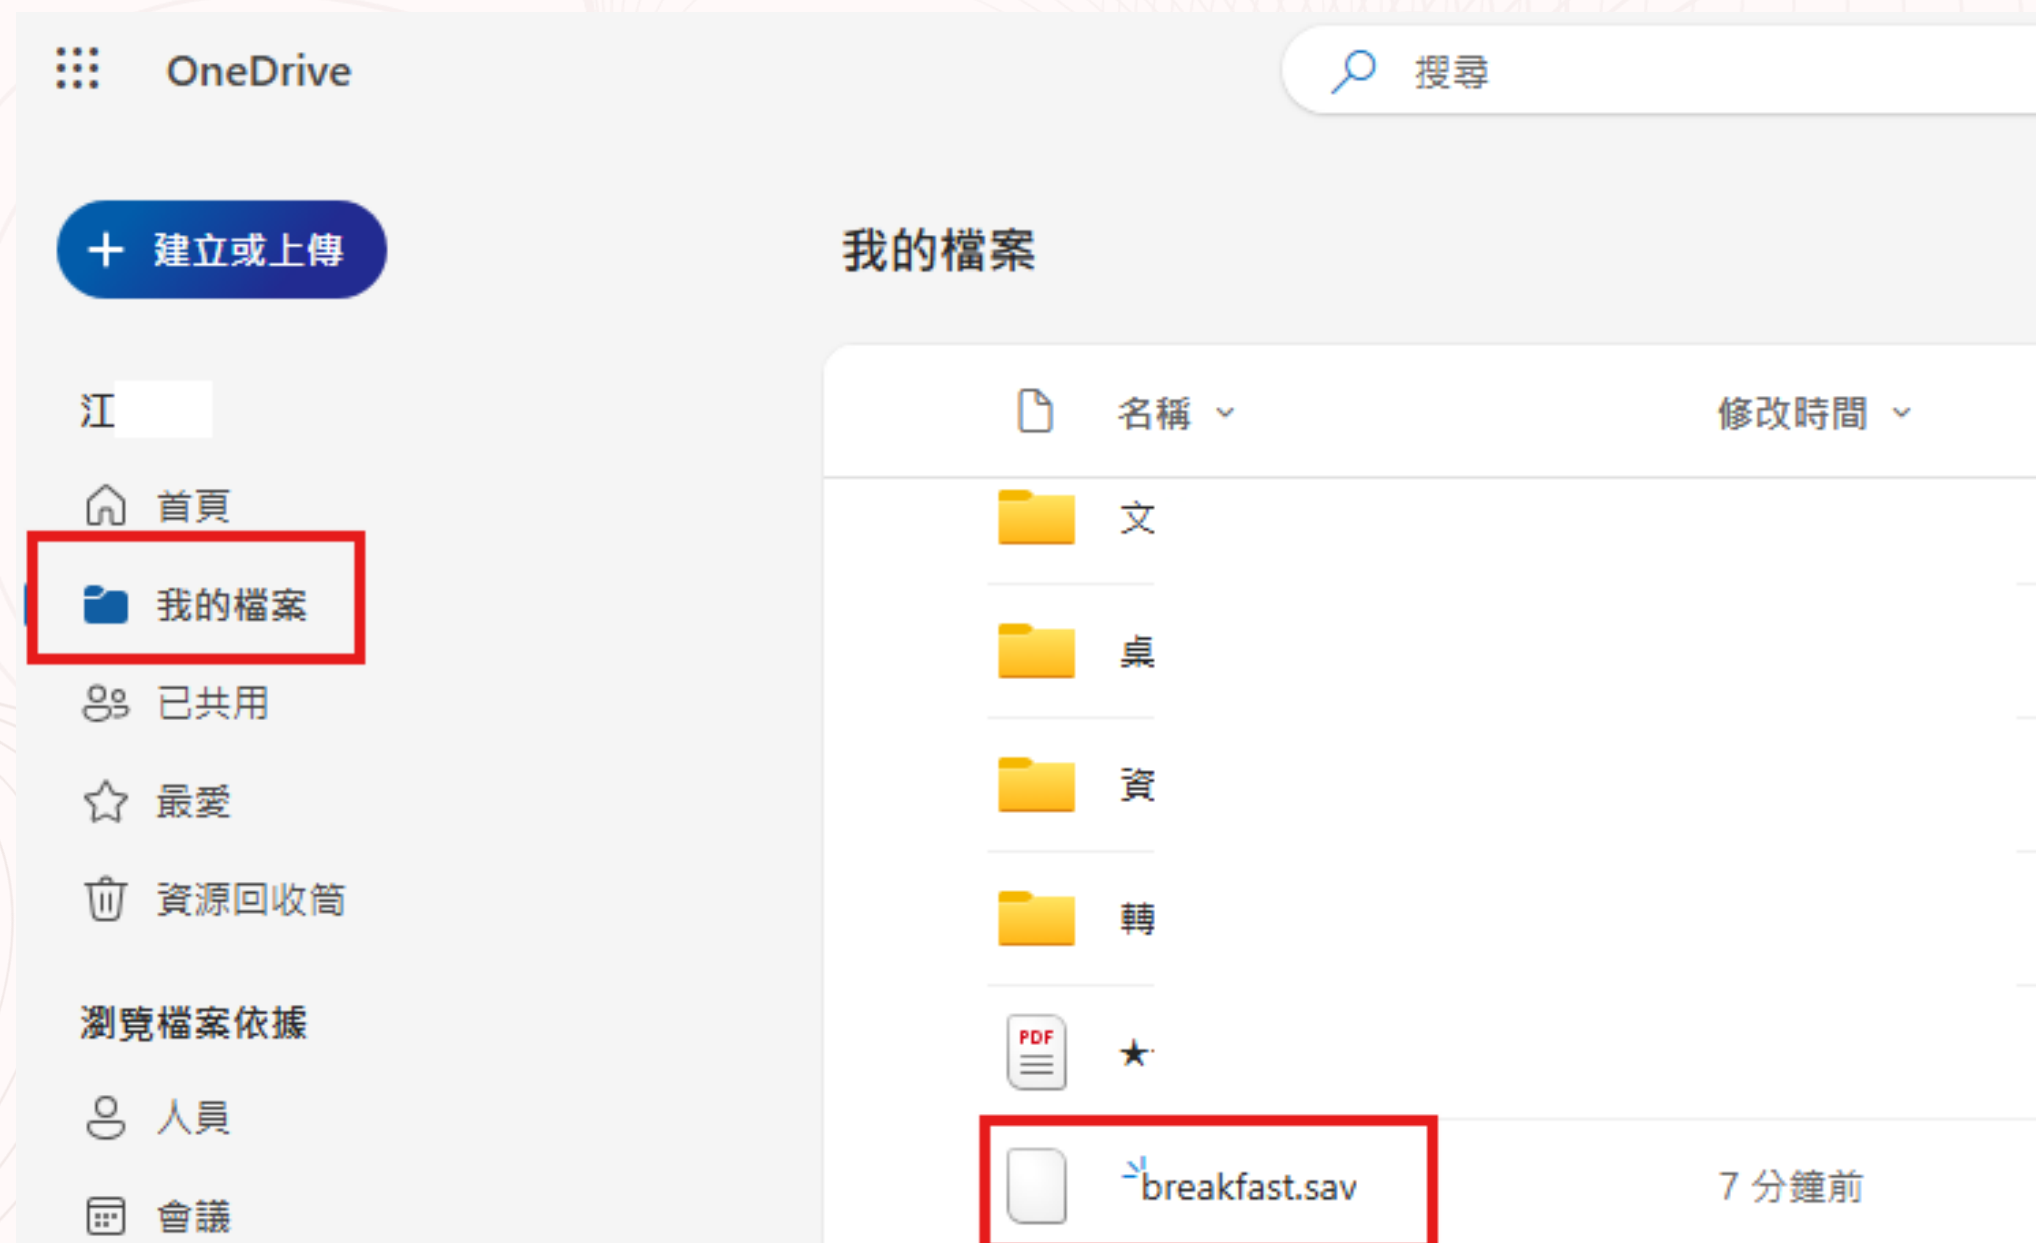 OneDrive
搜尋
建立或上傳
我的檔案
江
首頁
我的檔案
已共用
最愛
資源回收筒
瀏覽檔案依據
人員
會議
名稱
修改時間
文
桌
資
轉
PDF
★
breakfast.sav
7 分鐘前